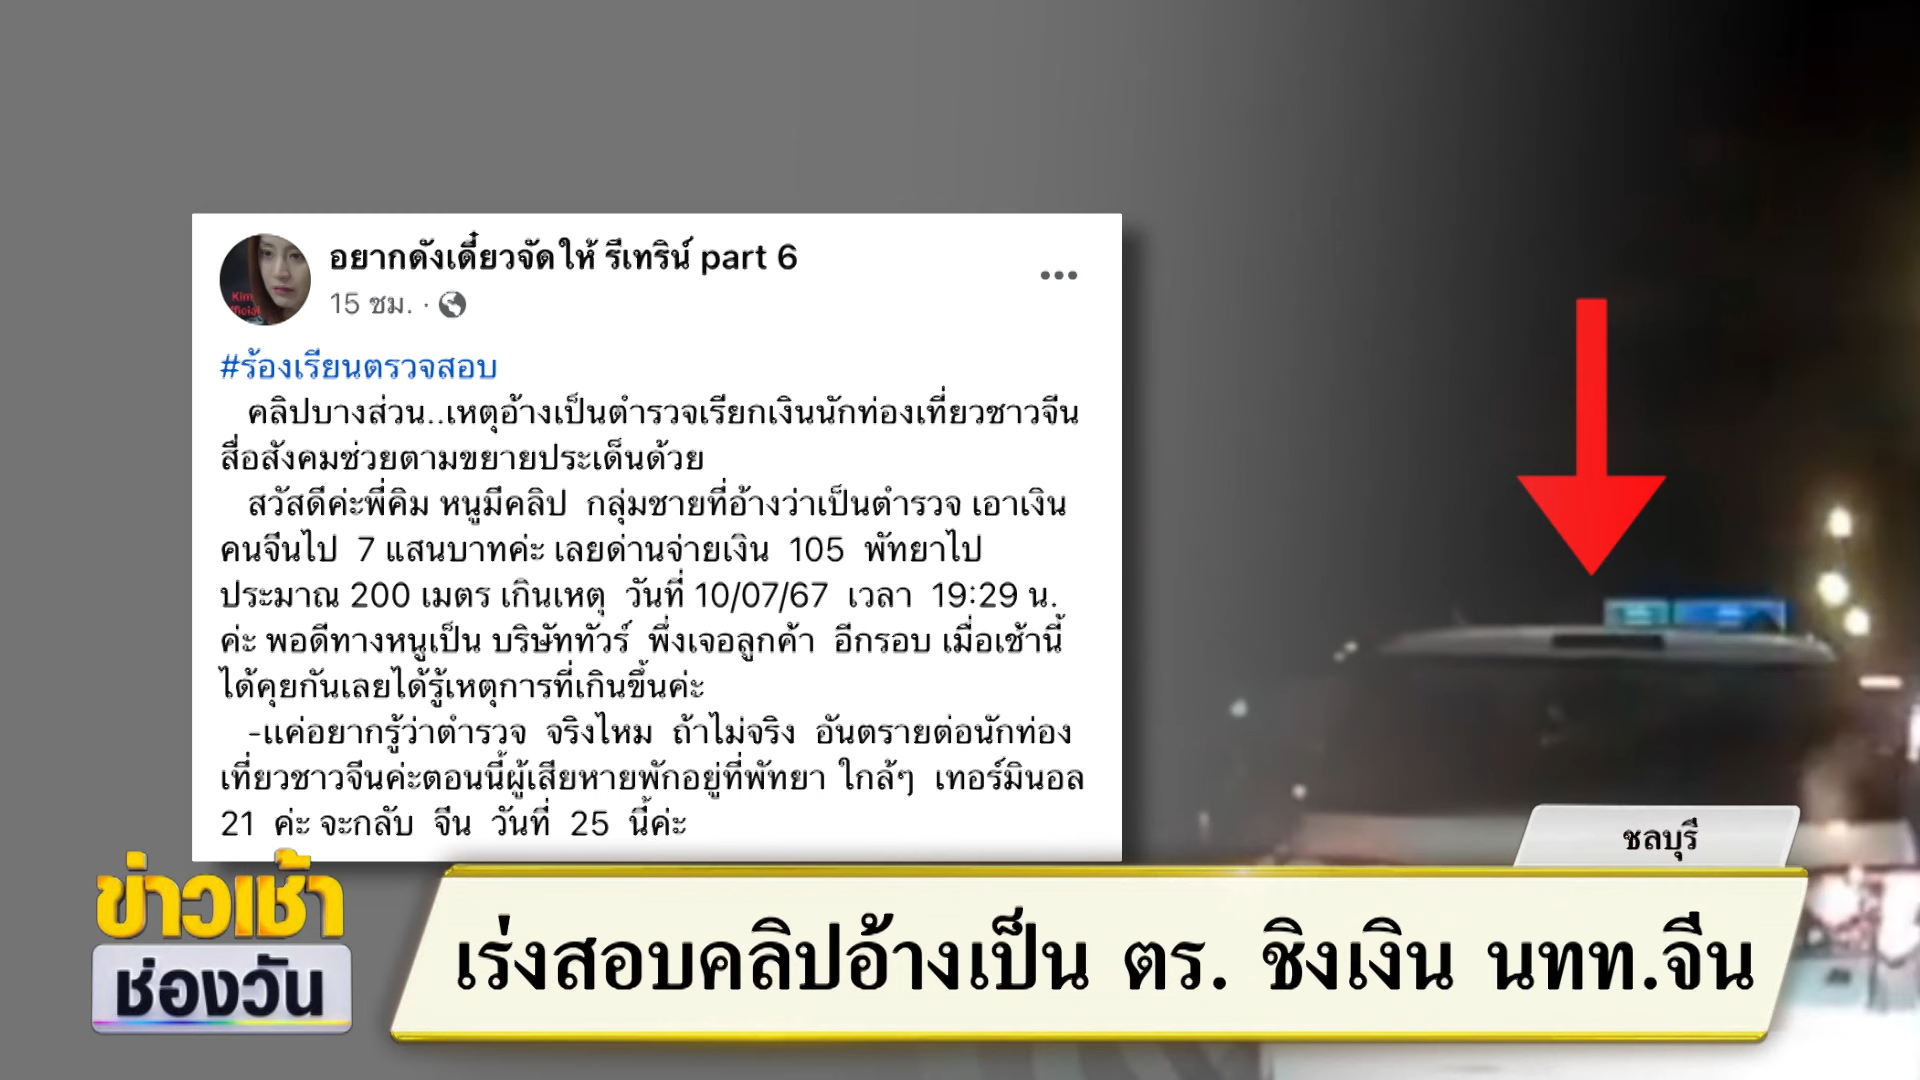 อยากดังเดี๋ยวจัดให้ รีเทริน์ part 6
15 ชม. ·
#ร้องเรียนตรวจสอบ
คลิปบางส่วน..เหตุอ้างเป็นตำรวจเรียกเงินนักท่องเที่ยวชาวจีน
สื่อสังคมช่วยตามขยายประเด็นด้วย
สวัสดีค่ะพี่คิม หนูมีคลิป กลุ่มชายที่อ้างว่าเป็นตำรวจ เอาเงิน
คนจีนไป 7 แสนบาทค่ะ เลยด่านจ่ายเงิน 105 พัทยาไป
ประมาณ 200 เมตร เกินเหตุ วันที่ 10/07/67 เวลา 19:29 น.
ค่ะ พอดีทางหนูเป็น บริษัททัวร์ พึ่งเจอลูกค้า อีกรอบ เมื่อเช้านี้
ได้คุยกันเลยได้รู้เหตุการที่เกินขึ้นค่ะ
-แค่อยากรู้ว่าตำรวจ จริงไหม ถ้าไม่จริง อันตรายต่อนักท่อง
เที่ยวชาวจีนค่ะตอนนี้ผู้เสียหายพักอยู่ที่พัทยา ใกล้ๆ เทอร์มินอล
21 ค่ะ จะกลับ จีน วันที่ 25 นี้ค่ะ
Kim
fficial
ชลบุรี
ข่าวเช้า
ช่องวัน
เร่งสอบคลิปอ้างเป็น ตร. ชิงเงิน นทท.จีน